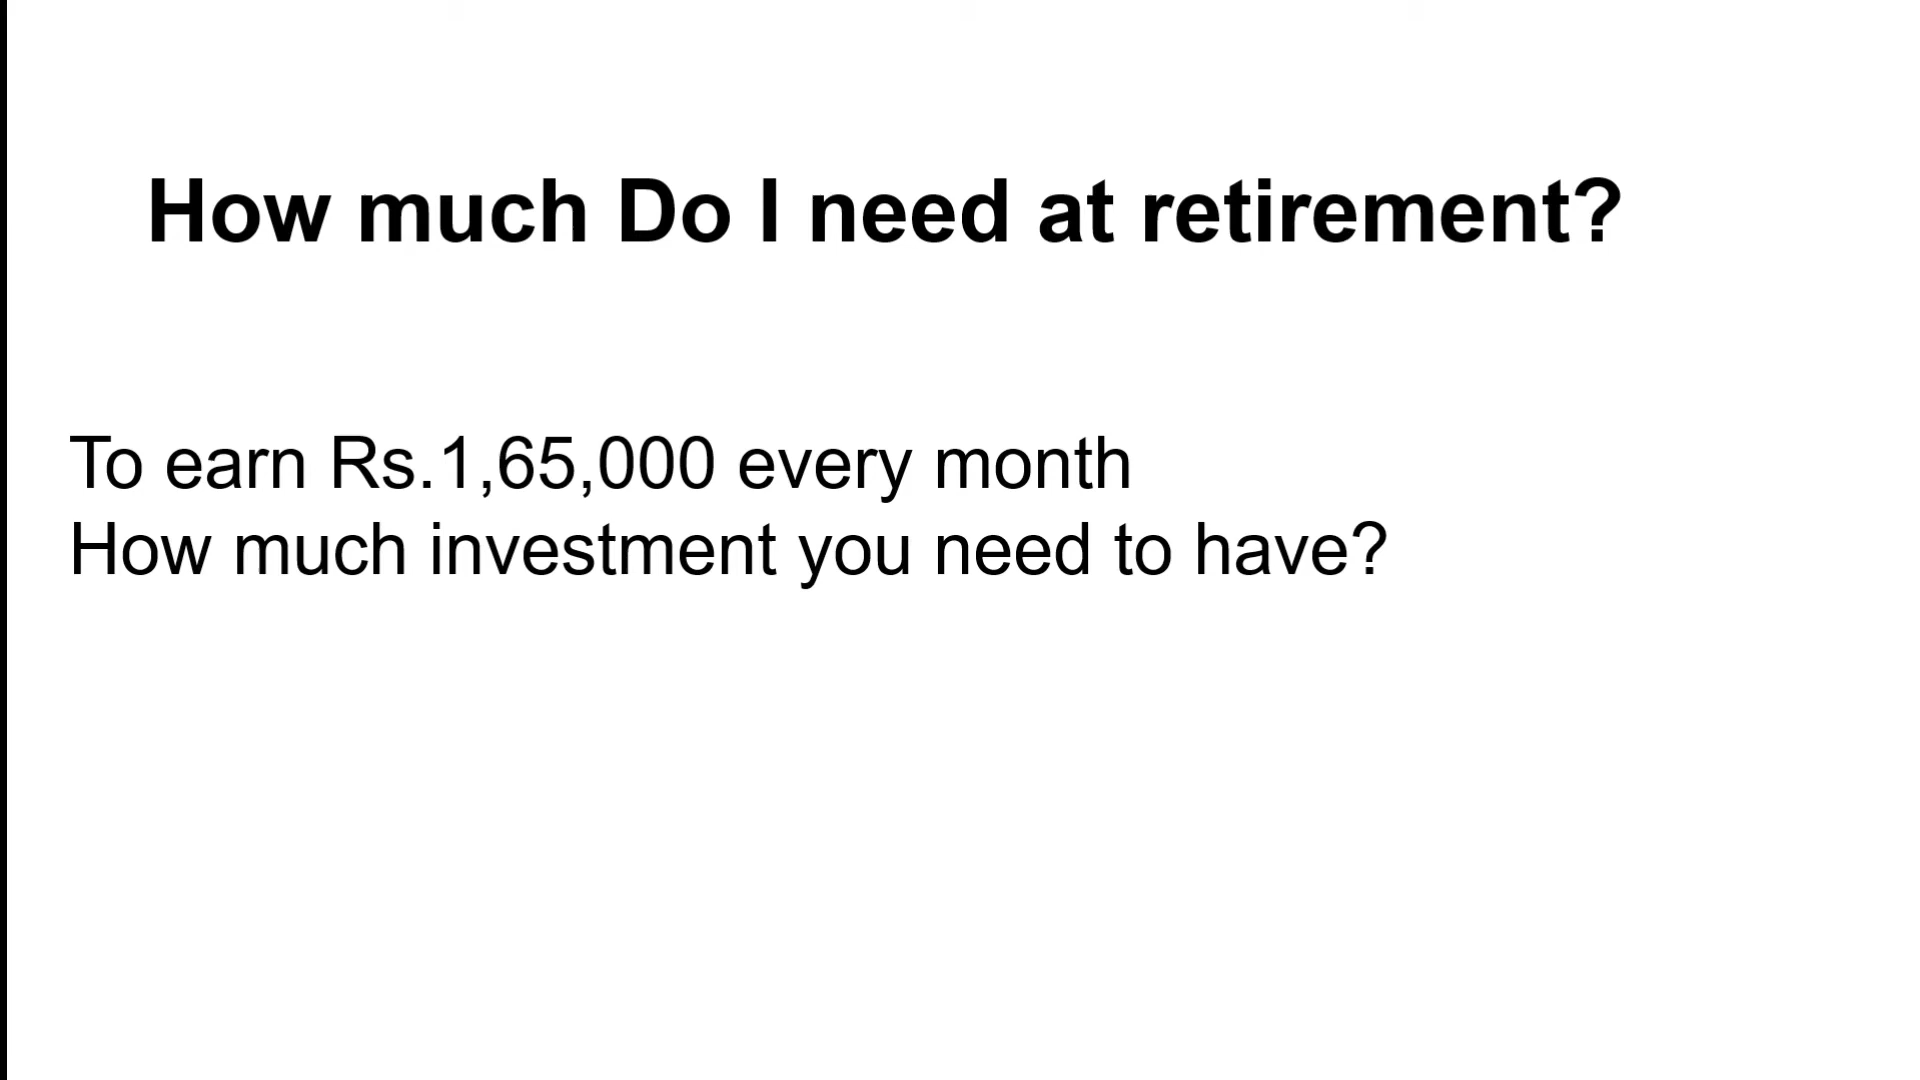 How much Do I need at retirement?
To earn Rs.1,65,000 every month
How much investment you need to have?